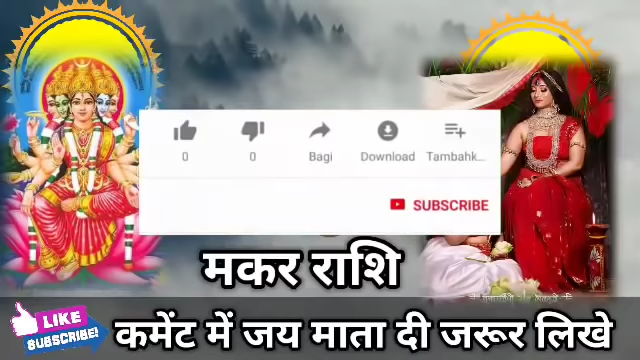 0 0 Bagi Download Tambahk...
SUBSCRIBE
मकर राशि
LIKE
SUBSCRIBE!
कमेंट में जय माता दी जरूर लिखे